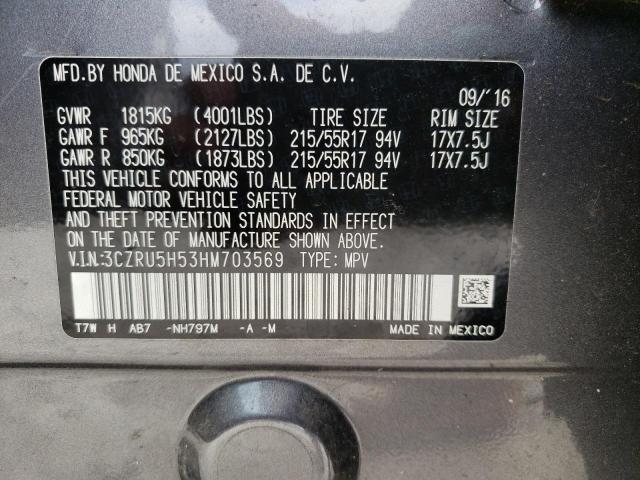 MFD.BY HONDA DE MEXICO S.A. DE C.V.
09/'16
GVWR 1815KG (4001LBS) TIRE SIZE RIM SIZE
GAWR F 965KG (2127LBS) 215/55R17 94V 17X7.5J
GAWR R 850KG (1873LBS) 215/55R17 94V 17X7.5J
THIS VEHICLE CONFORMS TO ALL APPLICABLE
FEDERAL MOTOR VEHICLE SAFETY
AND THEFT PREVENTION STANDARDS IN EFFECT
ON THE DATE OF MANUFACTURE SHOWN ABOVE.
V.I.N:3CZRU5H53HM703569 TYPE: MPV
T7W H AB7 -NH797M -A -M MADE IN MEXICO